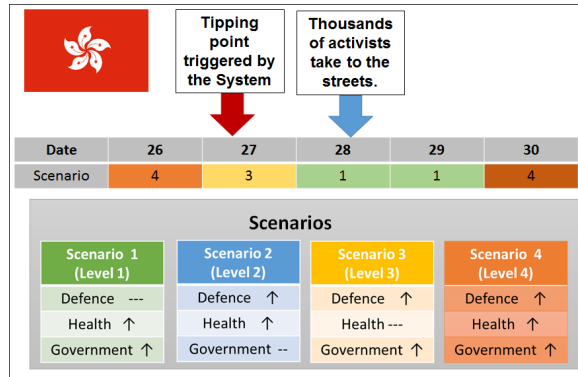 Tipping
point
triggered by
the System
Thousands
of activists
take to the
streets.
Date 26 27 28 29 30
Scenario 4 3 1 1 4
Scenarios
Scenario 1
(Level 1)
Scenario 2
(Level 2)
Scenario 3
(Level 3)
Scenario 4
(Level 4)
Defence --- Defence ↑ Defence ↑ Defence ↑
Health ↑ Health ↑ Health --- Health ↑
Government ↑ Government -- Government ↑ Government ↑